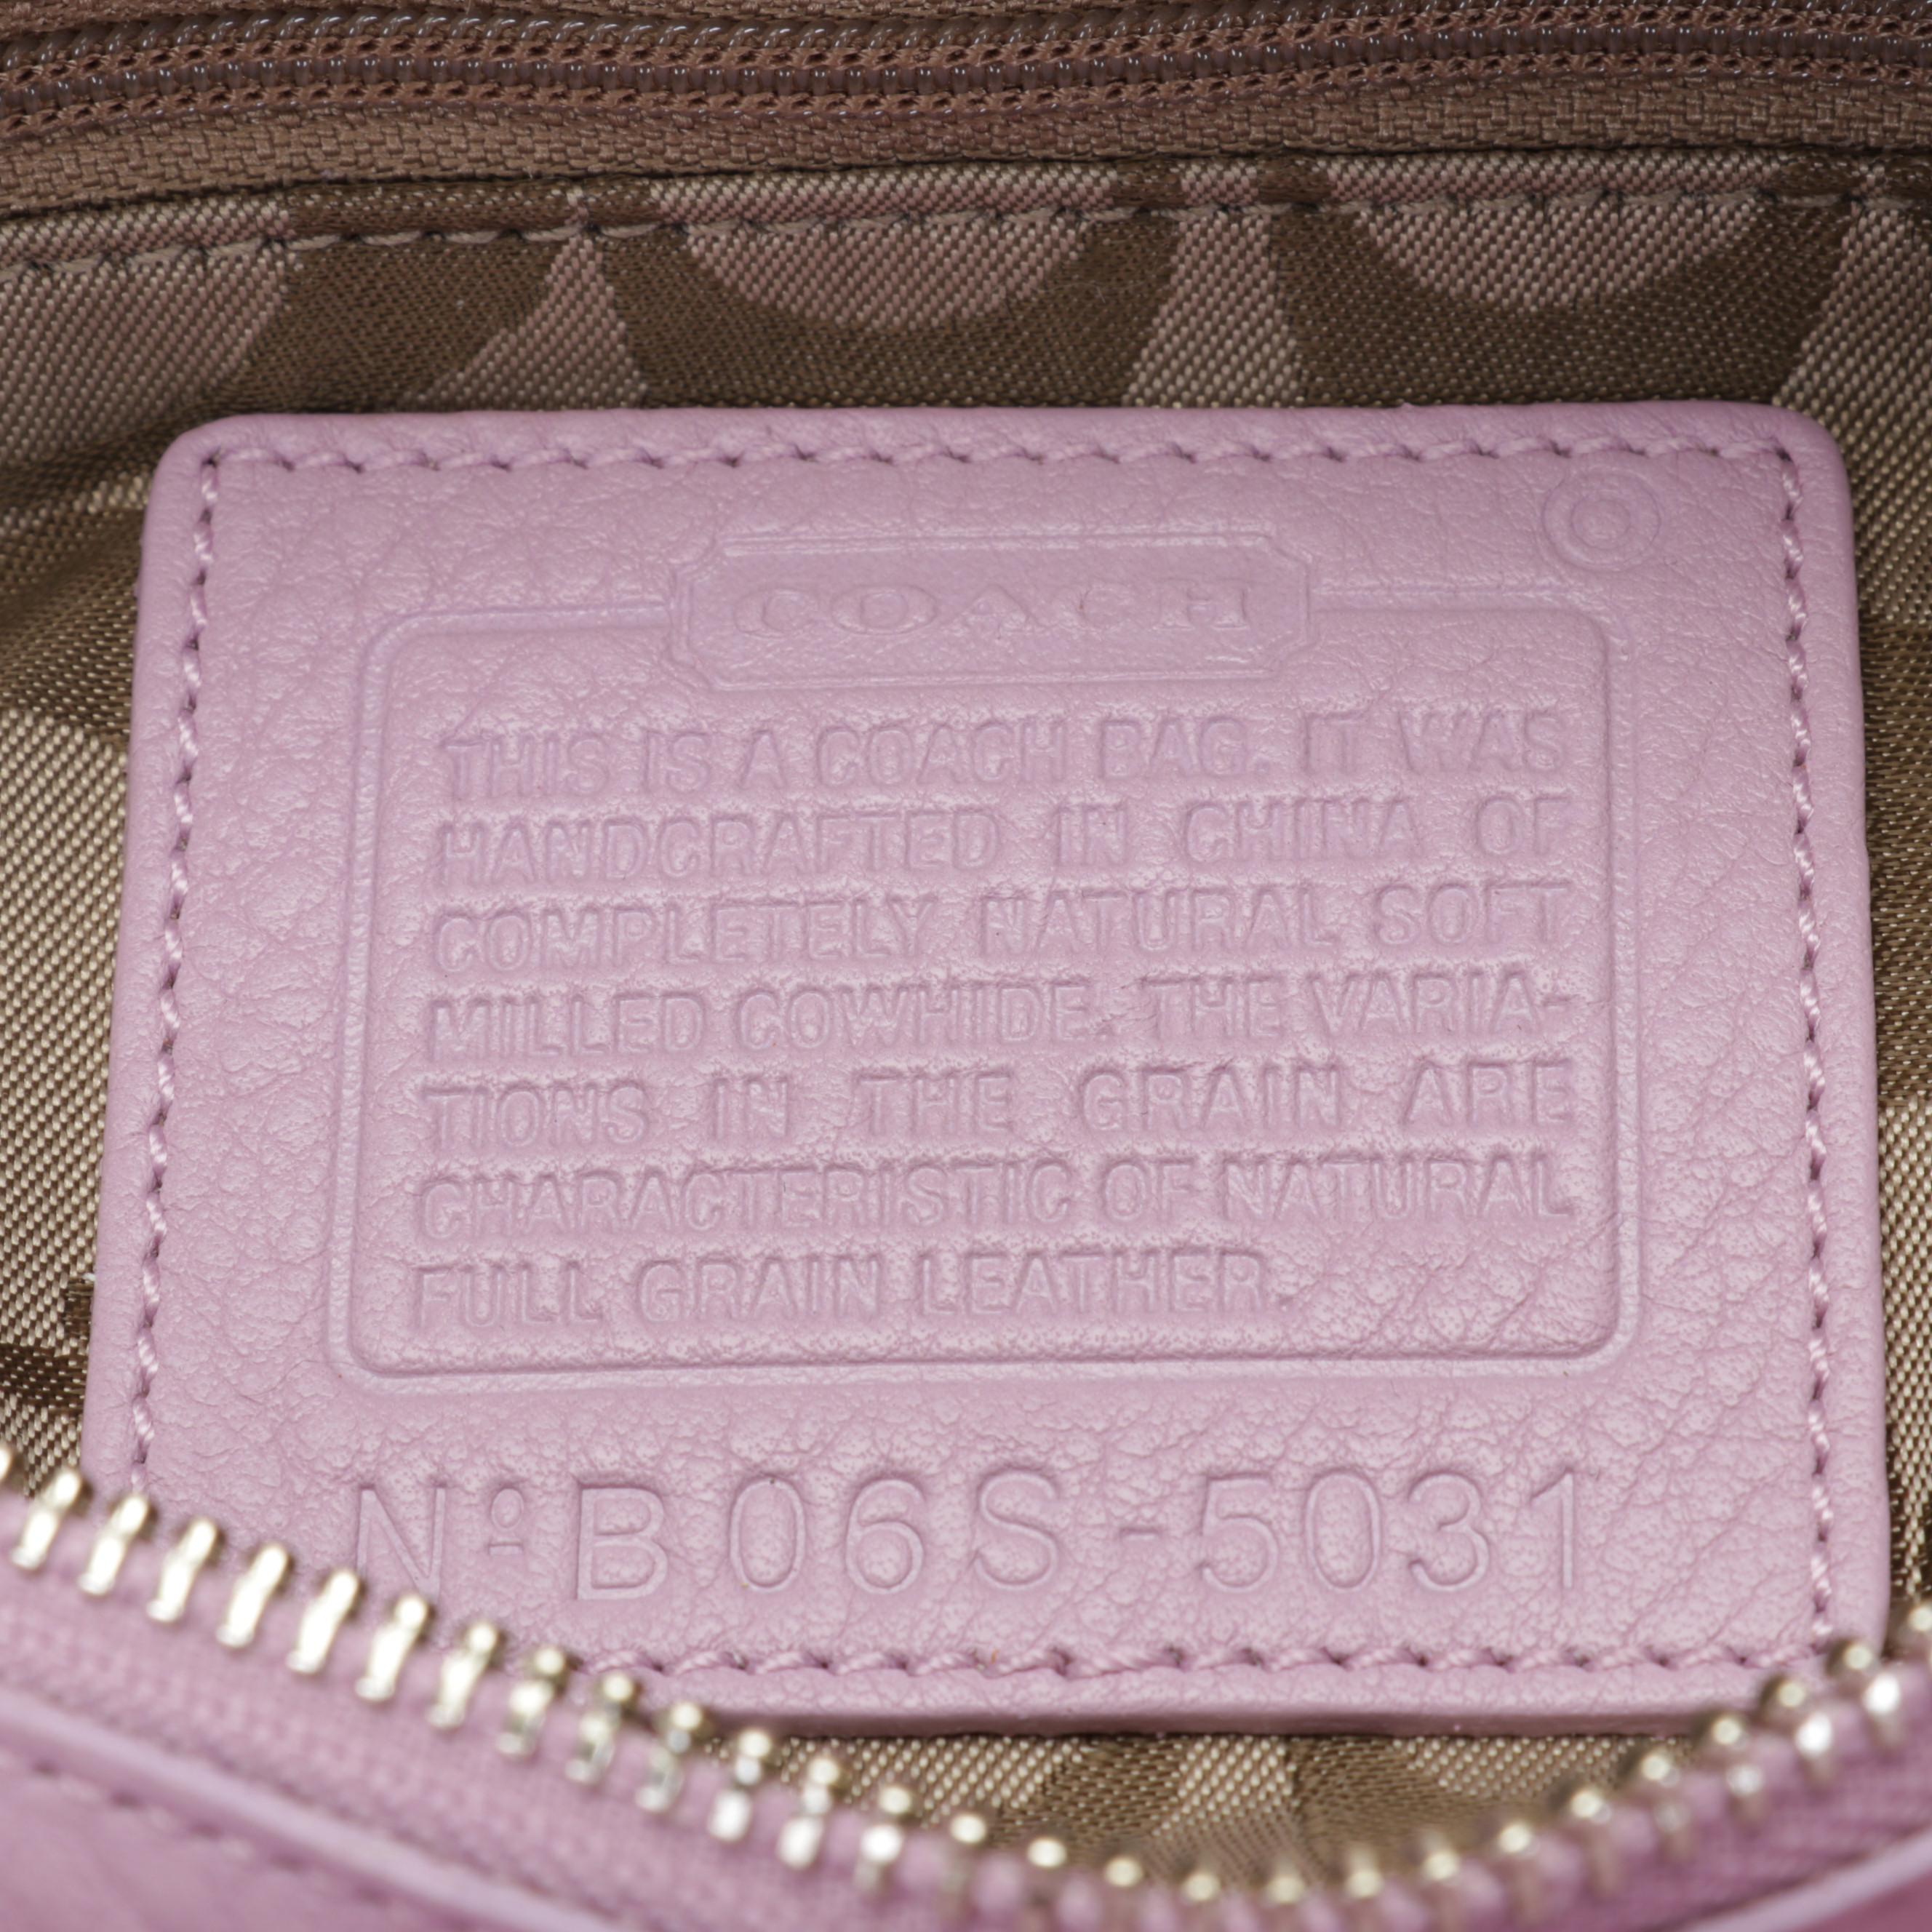 COACH
THIS IS A COACH BAG. IT WAS
HANDCRAFTED IN CHINA OF
COMPLETELY NATURAL SOFT
MILLED COWHIDE. THE VARIA-
TIONS IN THE GRAIN ARE
CHARACTERISTIC OF NATURAL
FULL GRAIN LEATHER.
Nº B06S-5031